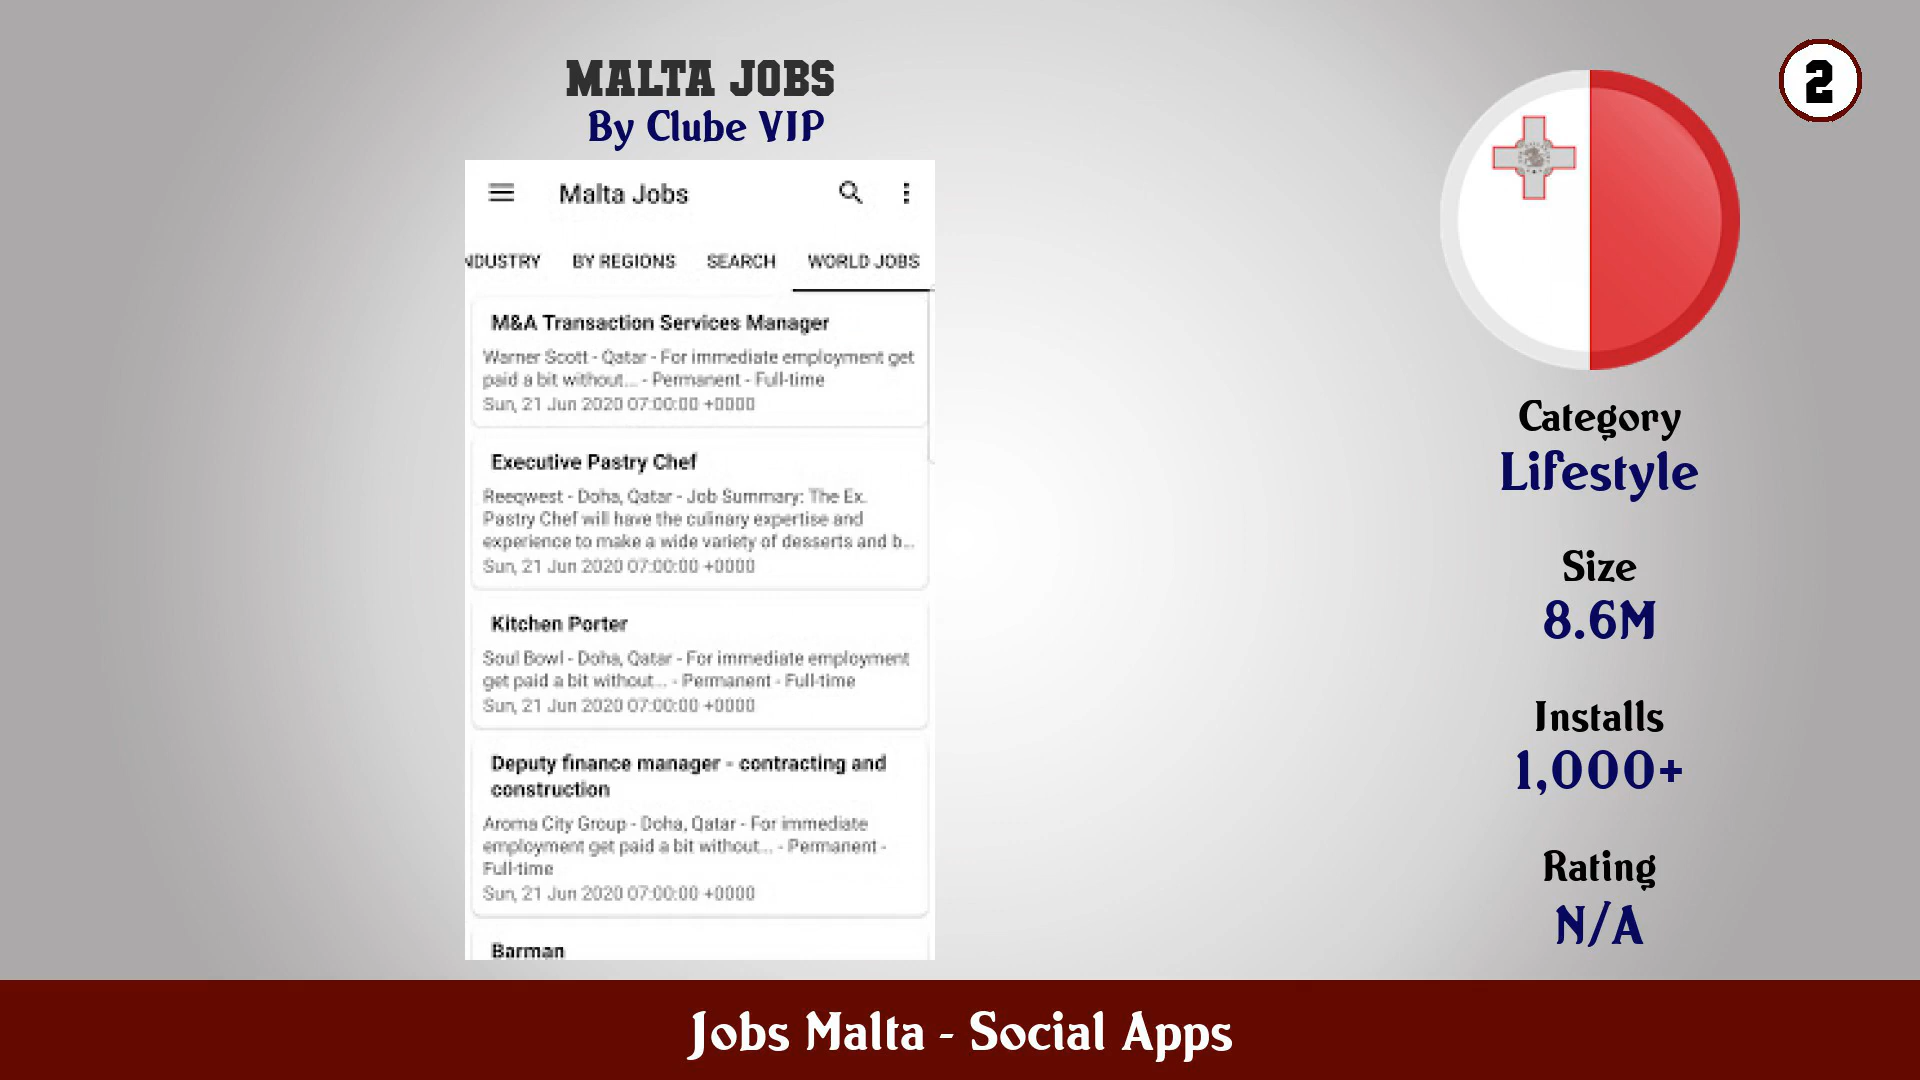 MALTA JOBS
By Clube VIP
Malta Jobs
NDUSTRY BY REGIONS SEARCH WORLD JOBS
M&A Transaction Services Manager
Warner Scott - Qatar - For immediate employment get
paid a bit without... - Permanent - Full-time
Sun, 21 Jun 2020 07:00:00 +0000
Executive Pastry Chef
Reeqwest - Doha, Qatar - Job Summary: The Ex.
Pastry Chef will have the culinary expertise and
experience to make a wide variety of desserts and b...
Sun, 21 Jun 2020 07:00:00 +0000
Kitchen Porter
Soul Bowl - Doha, Qatar - For immediate employment
get paid a bit without... - Permanent - Full-time
Sun, 21 Jun 2020 07:00:00 +0000
Deputy finance manager - contracting and
construction
Aroma City Group - Doha, Qatar - For immediate
employment get paid a bit without... - Permanent -
Full-time
Sun, 21 Jun 2020 07:00:00 +0000
Barman
2
Category
Lifestyle
Size
8.6M
Installs
1,000+
Rating
N/A
Jobs Malta - Social Apps